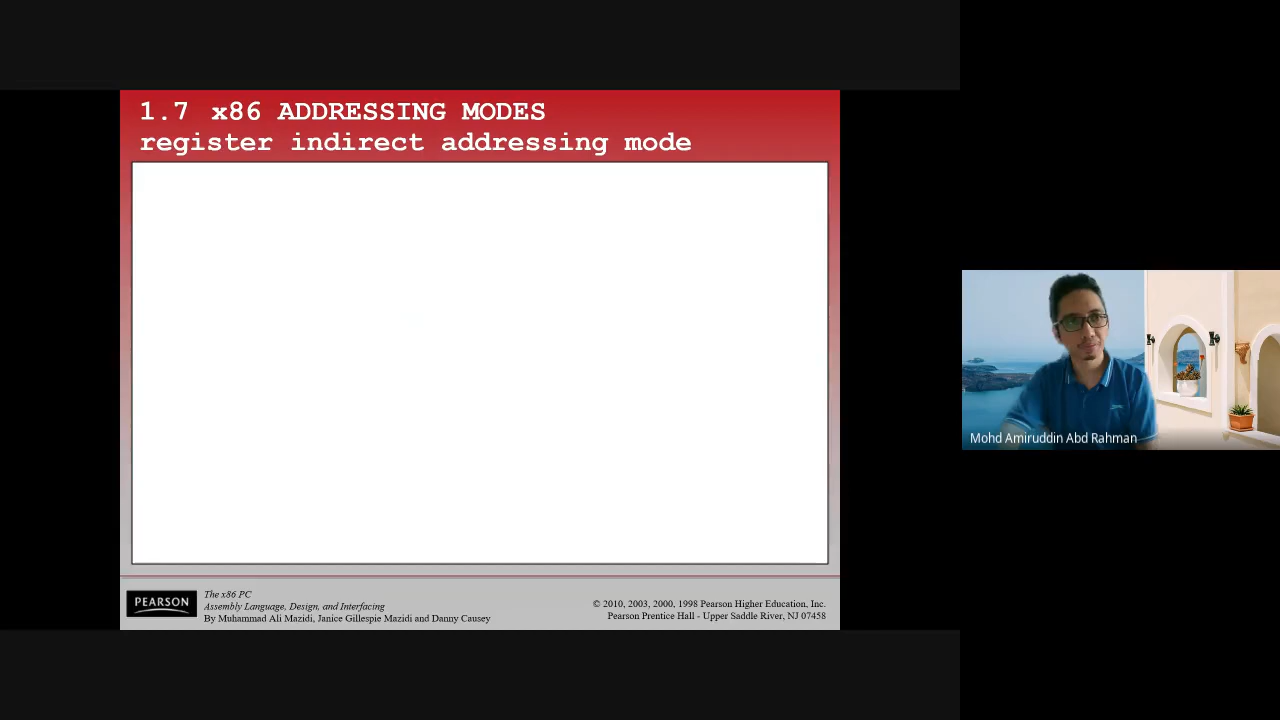 1.7 x86 ADDRESSING MODES
register indirect addressing mode
PEARSON
The x86 PC
Assembly Language, Design, and Interfacing
By Muhammad Ali Mazidi, Janice Gillespie Mazidi and Danny Causey
© 2010, 2003, 2000, 1998 Pearson Higher Education, Inc.
Pearson Prentice Hall - Upper Saddle River, NJ 07458
Mohd Amiruddin Abd Rahman